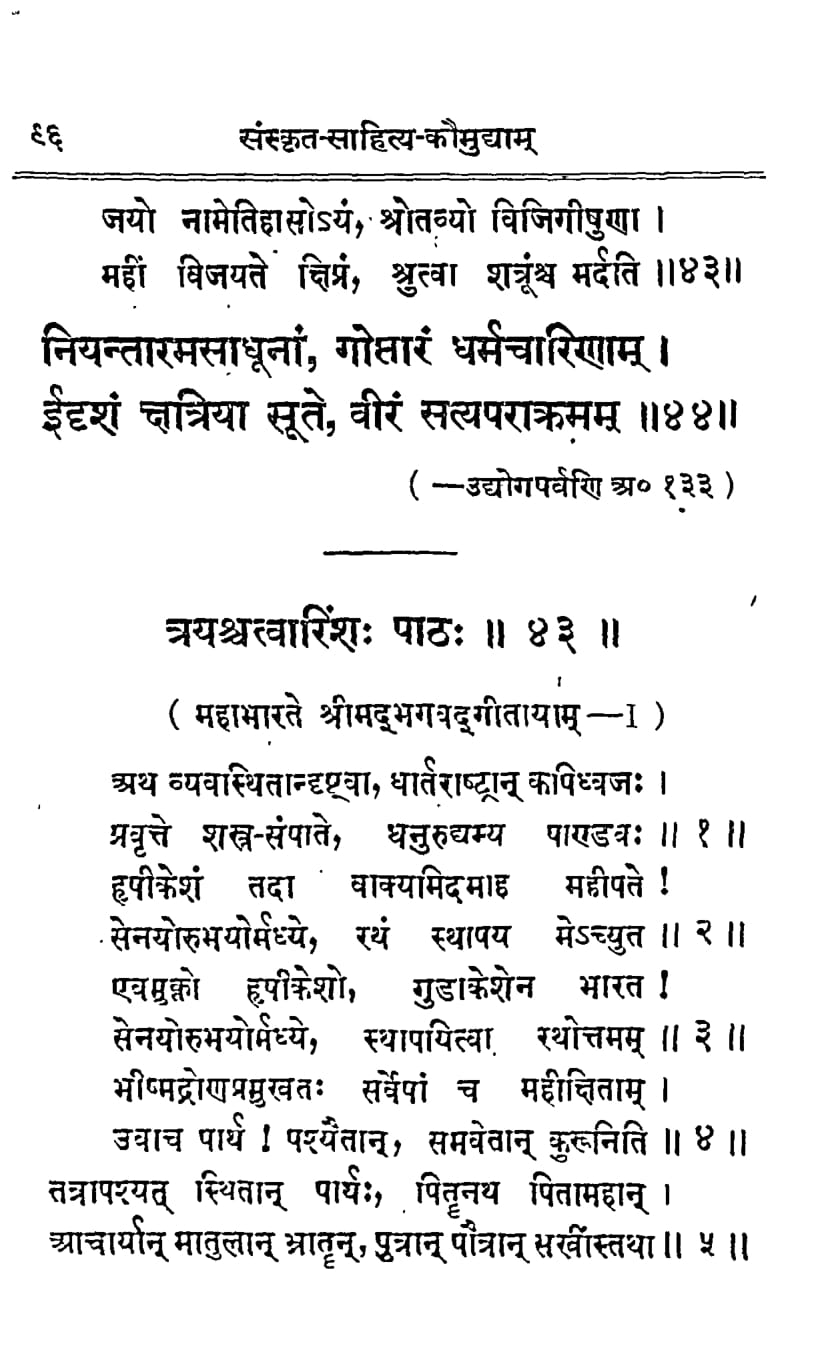 ९६ संस्कृत-साहित्य-कौमुद्याम्
जयो नामेतिहासोऽयं, श्रोतव्यो विजिगीषुणा ।
महीं विजयते क्षिप्रं, श्रुत्वा शत्रूंश्च मर्दति ॥४३॥
नियन्तारमसाधूनां, गोप्तारं धर्मचारिणाम् ।
ईदृशं क्षत्रिया सूते, वीरं सत्यपराक्रमम् ॥४४॥
( —उद्योगपर्वणि अ० १३३ )
त्रयश्चत्वारिंशः पाठः ॥ ४३ ॥
( महाभारते श्रीमद्भगवद्गीतायाम् —I )
अथ व्यवास्थितान्दृष्ट्वा, धार्तराष्ट्रान् कपिध्वजः ।
प्रवृत्ते शस्त्र-संपाते, धनुरुद्यम्य पाण्डवः ॥ १ ॥
हृषीकेशं तदा वाक्यमिदमाह महीपते !
सेनयोरुभयोर्मध्ये, रथं स्थापय मेऽच्युत ॥ २ ॥
एवमुक्तो हृषीकेशो, गुडाकेशेन भारत !
सेनयोरुभयोर्मध्ये, स्थापयित्वा रथोत्तमम् ॥ ३ ॥
भीष्मद्रोणप्रमुखतः सर्वेषां च महीक्षिताम् ।
उवाच पार्थ ! पश्यैतान्, समवेतान् कुरूनिति ॥ ४ ॥
तत्रापश्यत् स्थितान् पार्थः, पितॄनथ पितामहान् ।
आचार्यान् मातुलान् भ्रातॄन्, पुत्रान् पौत्रान् सखींस्तथा ॥ ५ ॥